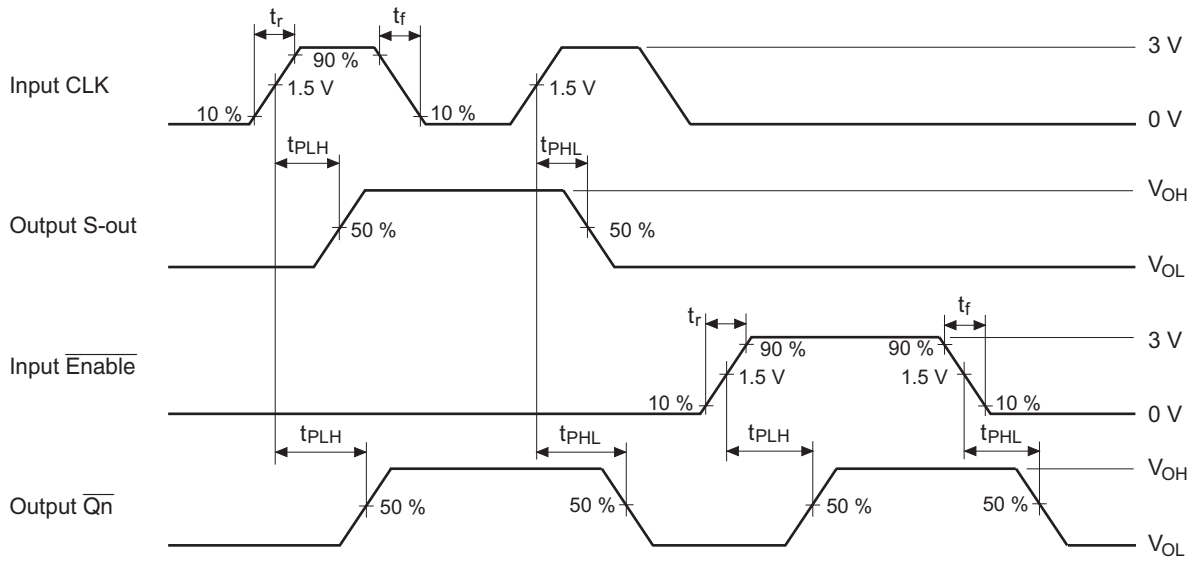 tr
tf
3 V
90 %
Input CLK
1.5 V
1.5 V
10 %
10 %
0 V
tPLH
tPHL
VOH
Output S-out
50 %
50 %
VOL
tr
tf
3 V
90 %
90 %
Input Enable
1.5 V
1.5 V
10 %
10 %
0 V
tPLH
tPHL
tPLH
tPHL
VOH
Output Qn
50 %
50 %
50 %
50 %
VOL